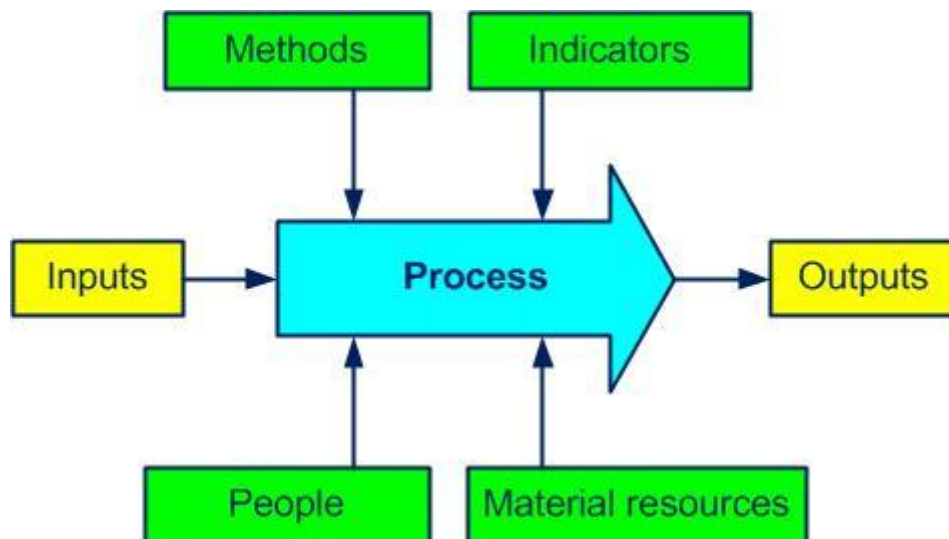 Methods
Indicators
Inputs
Process
Outputs
People
Material resources